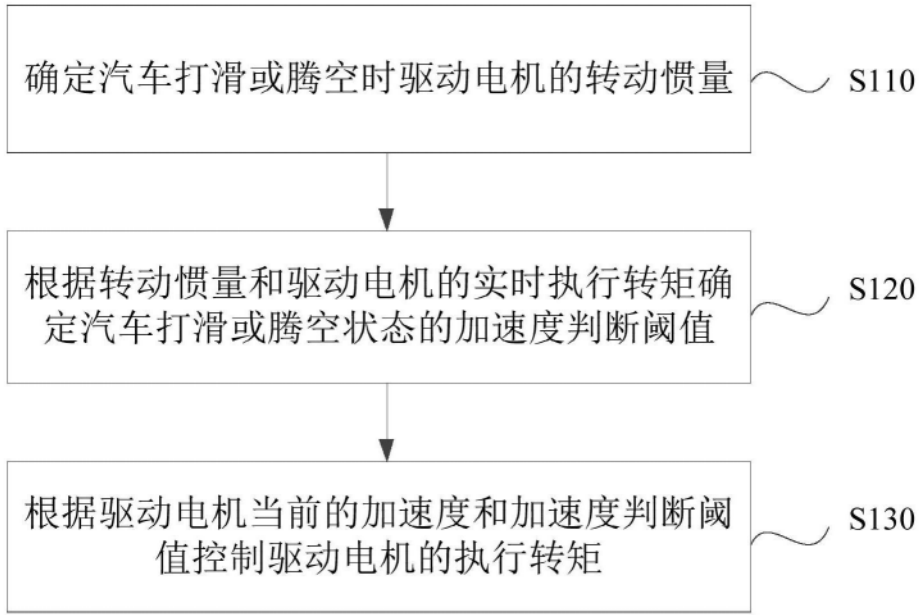 确定汽车打滑或腾空时驱动电机的转动惯量
S110
根据转动惯量和驱动电机的实时执行转矩确
定汽车打滑或腾空状态的加速度判断阈值
S120
根据驱动电机当前的加速度和加速度判断阈
值控制驱动电机的执行转矩
S130